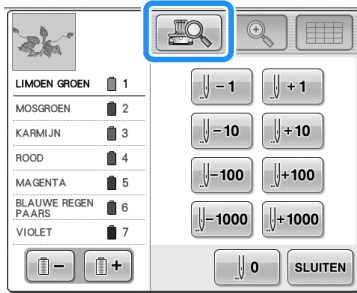 LIMOEN GROEN 1
MOSGROEN 2
KARMIJN 3
ROOD 4
MAGENTA 5
BLAUWE REGEN
PAARS 6
VIOLET 7
- +
-1 +1
-10 +10
-100 +100
-1000 +1000
0 SLUITEN